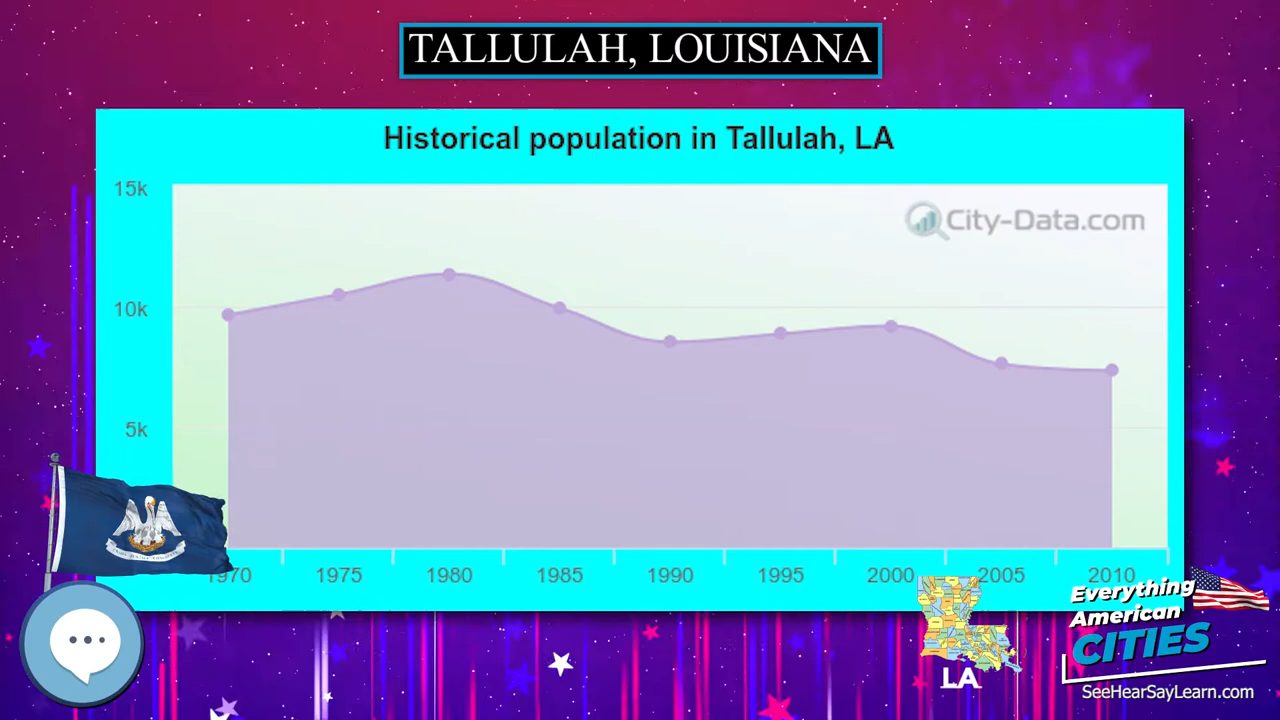 TALLULAH, LOUISIANA
Historical population in Tallulah, LA
15k
City-Data.com
10k
5k
1970 1975 1980 1985 1990 1995 2000 2005 2010
Everything
American
CITIES
LA
SeeHearSayLearn.com